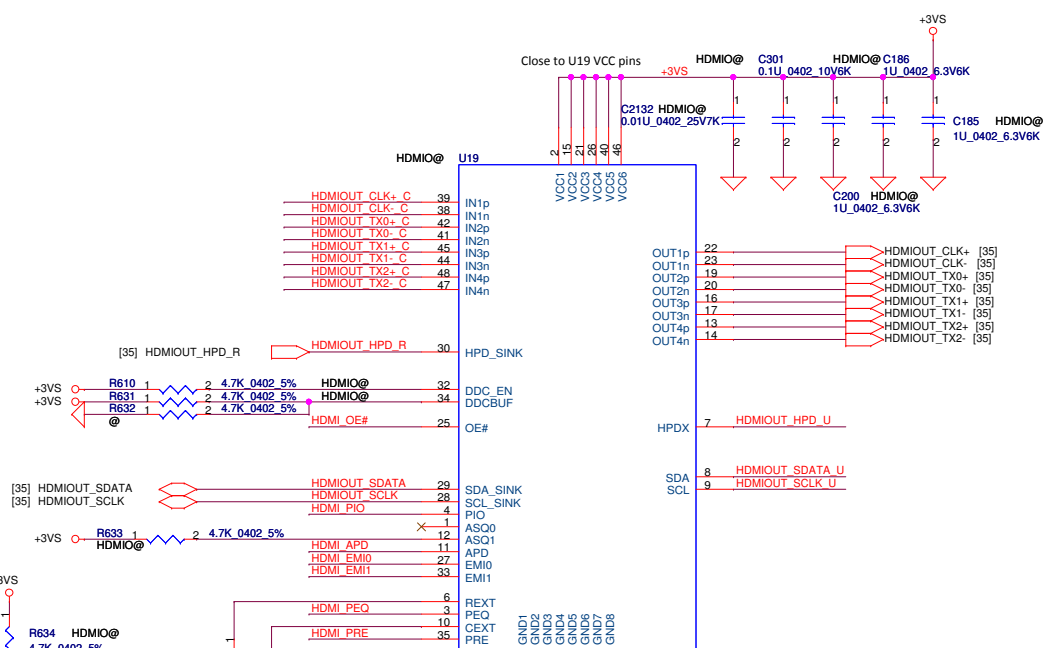 +3VS
Close to U19 VCC pins
+3VS
HDMIO@
C301
0.1U_0402_10V6K
HDMIO@
C186
1U_0402_6.3V6K
C2132 HDMIO@
0.01U_0402_25V7K
1
1
1
1
1
C185 HDMIO@
1U_0402_6.3V6K
2
2
2
2
2
C200 HDMIO@
1U_0402_6.3V6K
HDMIO@ U19
2
15
21
26
40
46
VCC1
VCC2
VCC3
VCC4
VCC5
VCC6
HDMIOUT_CLK+_C 39 IN1p
HDMIOUT_CLK-_C 38 IN1n
HDMIOUT_TX0+_C 42 IN2p
HDMIOUT_TX0-_C 41 IN2n
HDMIOUT_TX1+_C 45 IN3p
HDMIOUT_TX1-_C 44 IN3n
HDMIOUT_TX2+_C 48 IN4p
HDMIOUT_TX2-_C 47 IN4n
OUT1p 22 HDMIOUT_CLK+ [35]
OUT1n 23 HDMIOUT_CLK- [35]
OUT2p 19 HDMIOUT_TX0+ [35]
OUT2n 20 HDMIOUT_TX0- [35]
OUT3p 16 HDMIOUT_TX1+ [35]
OUT3n 17 HDMIOUT_TX1- [35]
OUT4p 13 HDMIOUT_TX2+ [35]
OUT4n 14 HDMIOUT_TX2- [35]
[35] HDMIOUT_HPD_R HDMIOUT_HPD_R 30 HPD_SINK
+3VS R610 1 2 4.7K_0402_5% HDMIO@ 32 DDC_EN
+3VS R631 1 2 4.7K_0402_5% HDMIO@ 34 DDCBUF
R632 1 2 4.7K_0402_5%
@
HDMI_OE# 25 OE#
HPDX 7 HDMIOUT_HPD_U
SDA 8 HDMIOUT_SDATA_U
SCL 9 HDMIOUT_SCLK_U
[35] HDMIOUT_SDATA HDMIOUT_SDATA 29 SDA_SINK
[35] HDMIOUT_SCLK HDMIOUT_SCLK 28 SCL_SINK
HDMI_PIO 4 PIO
1 ASQ0
+3VS R633 1 2 4.7K_0402_5% 12 ASQ1
HDMIO@
HDMI_APD 11 APD
HDMI_EMI0 27 EMI0
HDMI_EMI1 33 EMI1
3VS
6 REXT
HDMI_PEQ 3 PEQ
10 CEXT
HDMI_PRE 35 PRE
1
1
R634 HDMIO@
4.7K_0402_5%
GND1
GND2
GND3
GND4
GND5
GND6
GND7
GND8